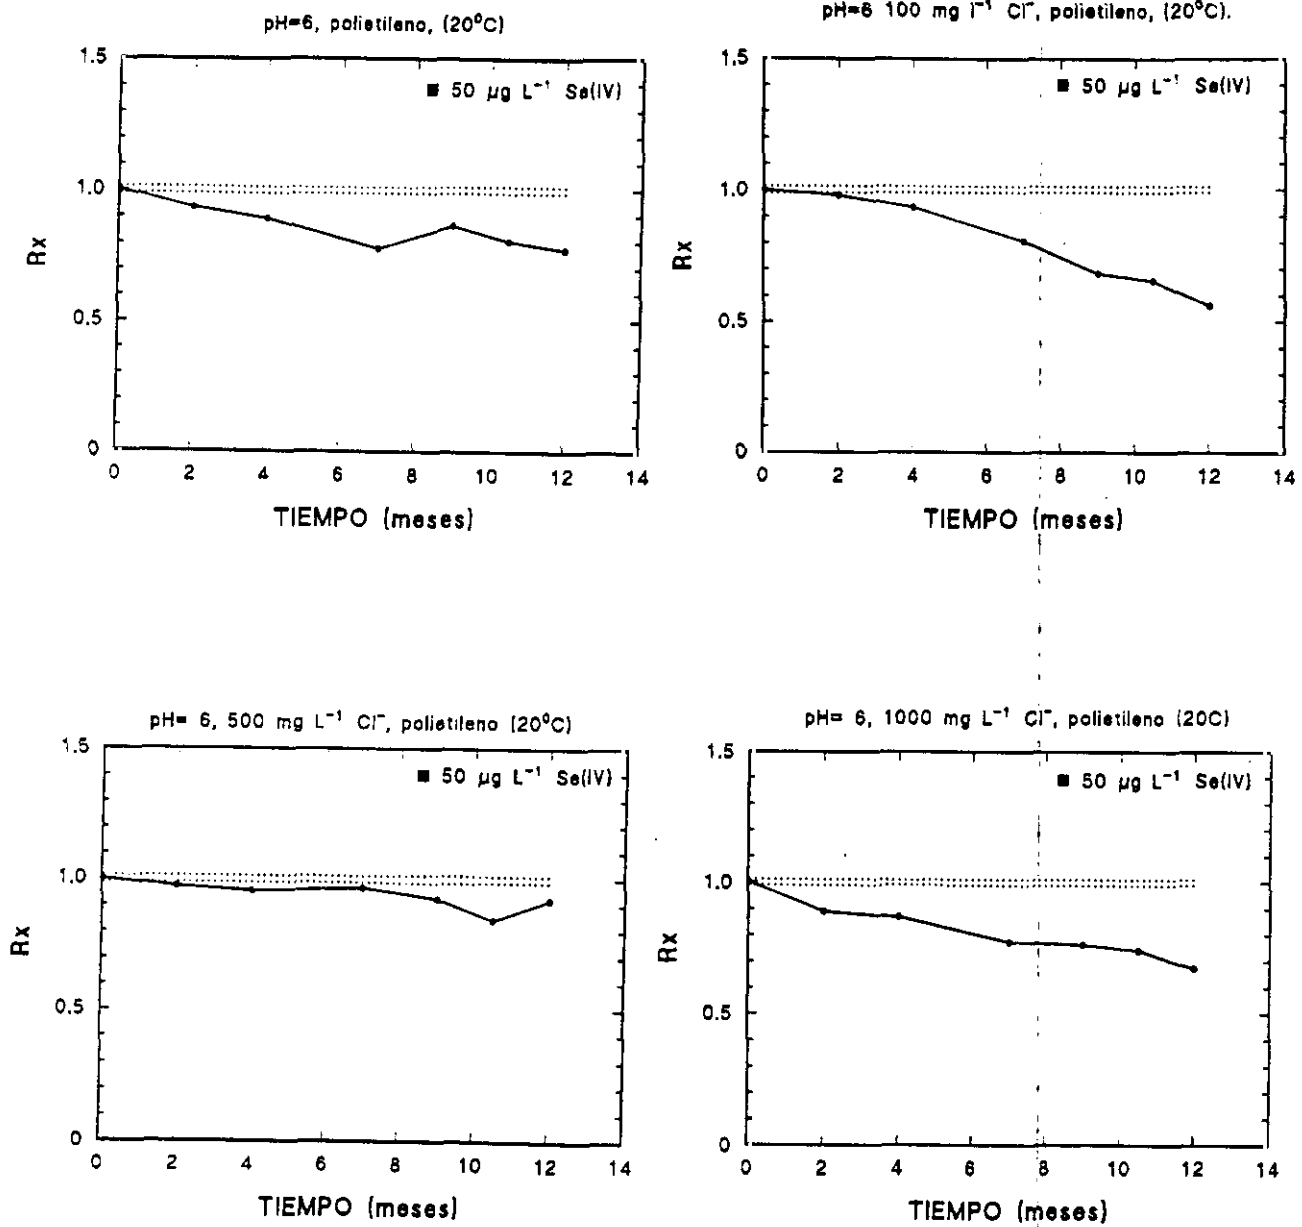 pH=6, polietileno, (20⁰C)
1.5
■ 50 µg L⁻¹ Se(IV)
1.0
Rx
0.5
0
0 2 4 6 8 10 12 14
TIEMPO (meses)
pH=6 100 mg l⁻¹ Cl⁻, polietileno, (20⁰C).
1.5
■ 50 µg L⁻¹ Se(IV)
1.0
Rx
0.5
0
0 2 4 6 8 10 12 14
TIEMPO (meses)
pH= 6, 500 mg L⁻¹ Cl⁻, polietileno (20⁰C)
1.5
■ 50 µg L⁻¹ Se(IV)
1.0
Rx
0.5
0
0 2 4 6 8 10 12 14
TIEMPO (meses)
pH= 6, 1000 mg L⁻¹ Cl⁻, polietileno (20C)
1.5
■ 50 µg L⁻¹ Se(IV)
1.0
Rx
0.5
0
0 2 4 6 8 10 12 14
TIEMPO (meses)